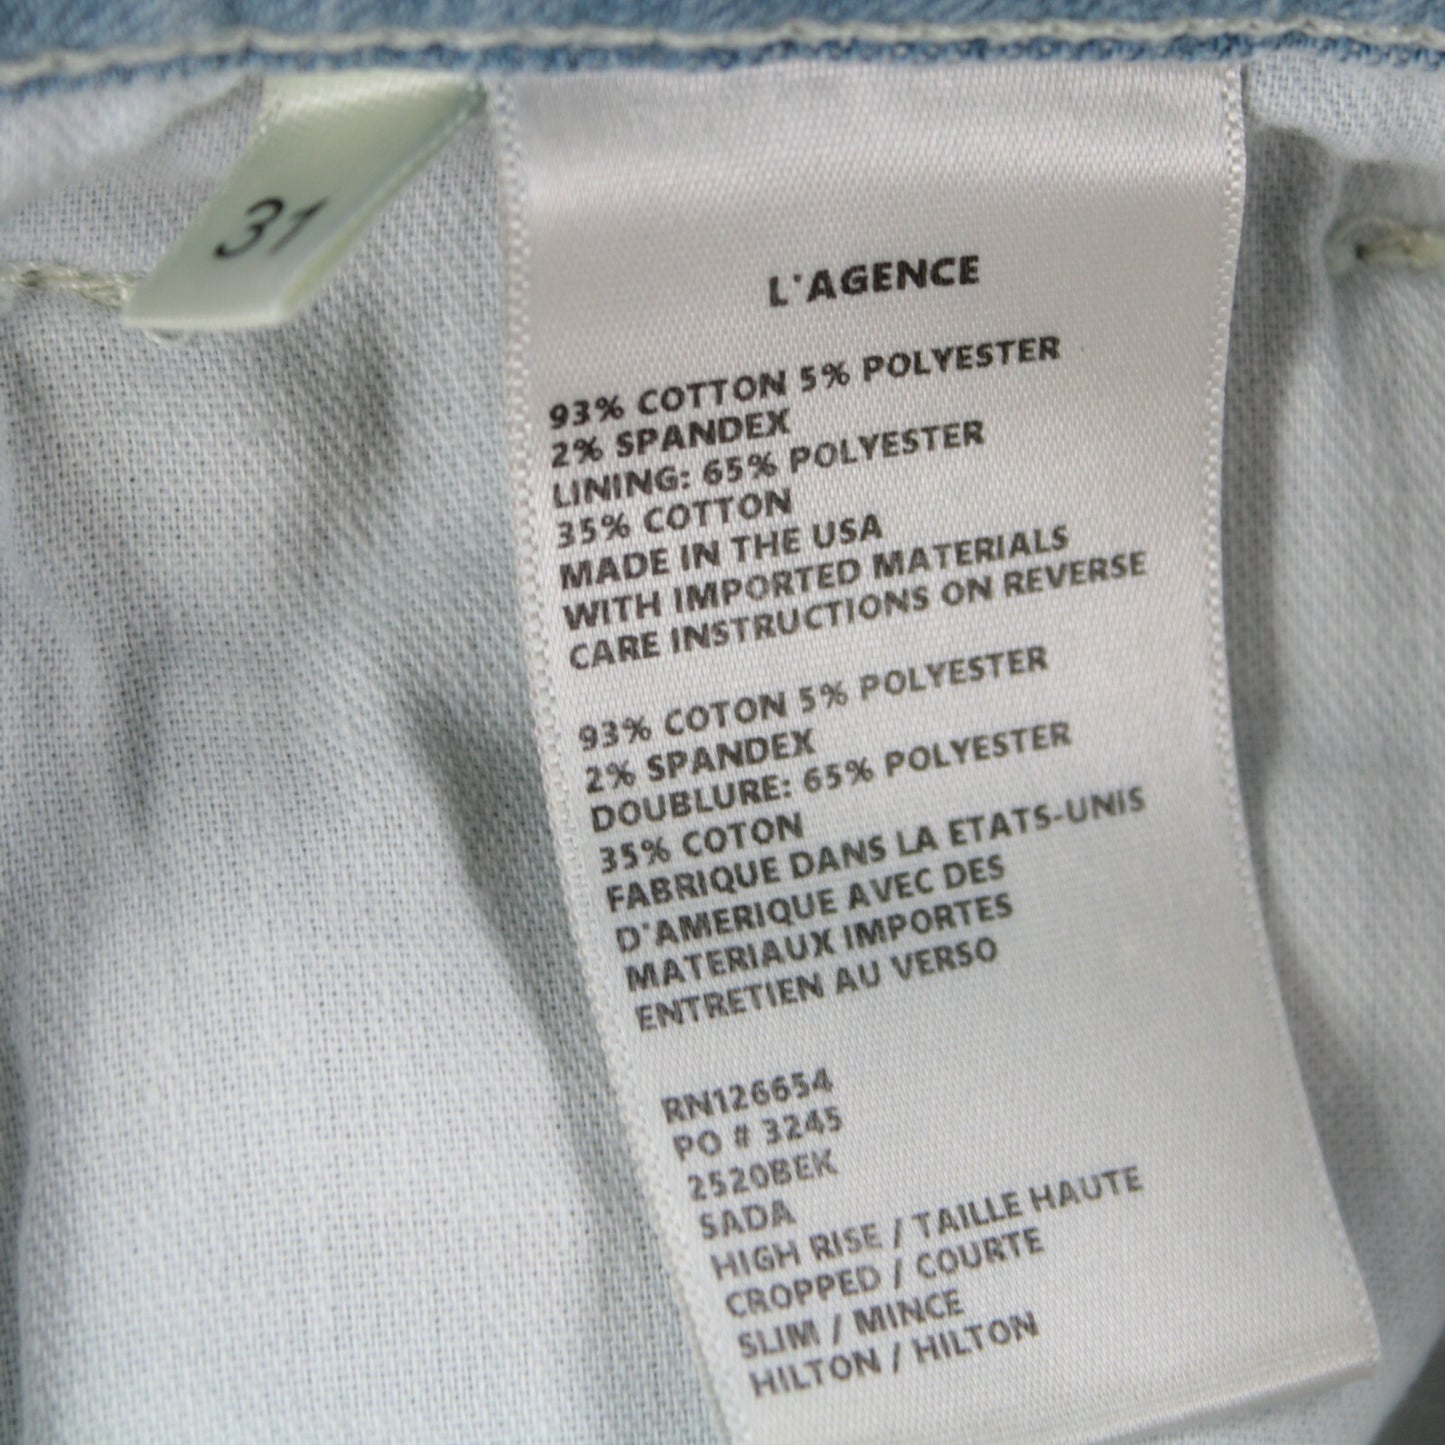 31
L'AGENCE
93% COTTON 5% POLYESTER
2% SPANDEX
LINING: 65% POLYESTER
35% COTTON
MADE IN THE USA
WITH IMPORTED MATERIALS
CARE INSTRUCTIONS ON REVERSE
93% COTON 5% POLYESTER
2% SPANDEX
DOUBLURE: 65% POLYESTER
35% COTON
FABRIQUE DANS LA ETATS-UNIS
D'AMERIQUE AVEC DES
MATERIAUX IMPORTES
ENTRETIEN AU VERSO
RN126654
PO # 3245
2520BEK
SADA
HIGH RISE / TAILLE HAUTE
CROPPED / COURTE
SLIM / MINCE
HILTON / HILTON